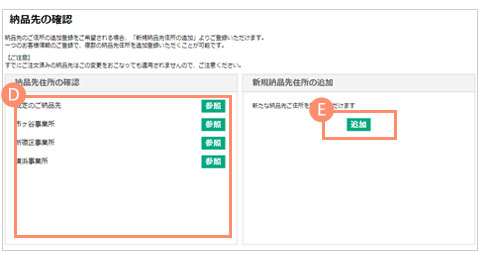 納品先の確認
納品先のご住所の追加登録をご希望される場合、「新規納品先住所の追加」よりご登録いただけます。
一つのお客様情報のご登録で、複数の納品先住所を追加登録いただくことが可能です。
【ご注意】
すでにご注文済みの納品先はこの変更をおこなっても適用されませんので、ご注意ください。
納品先住所の確認
D
定のご納品先 参照
ヶ谷事業所 参照
宿区事業所 参照
横浜事業所 参照
新規納品先住所の追加
新たな納品先ご住所を だけます
E
追加